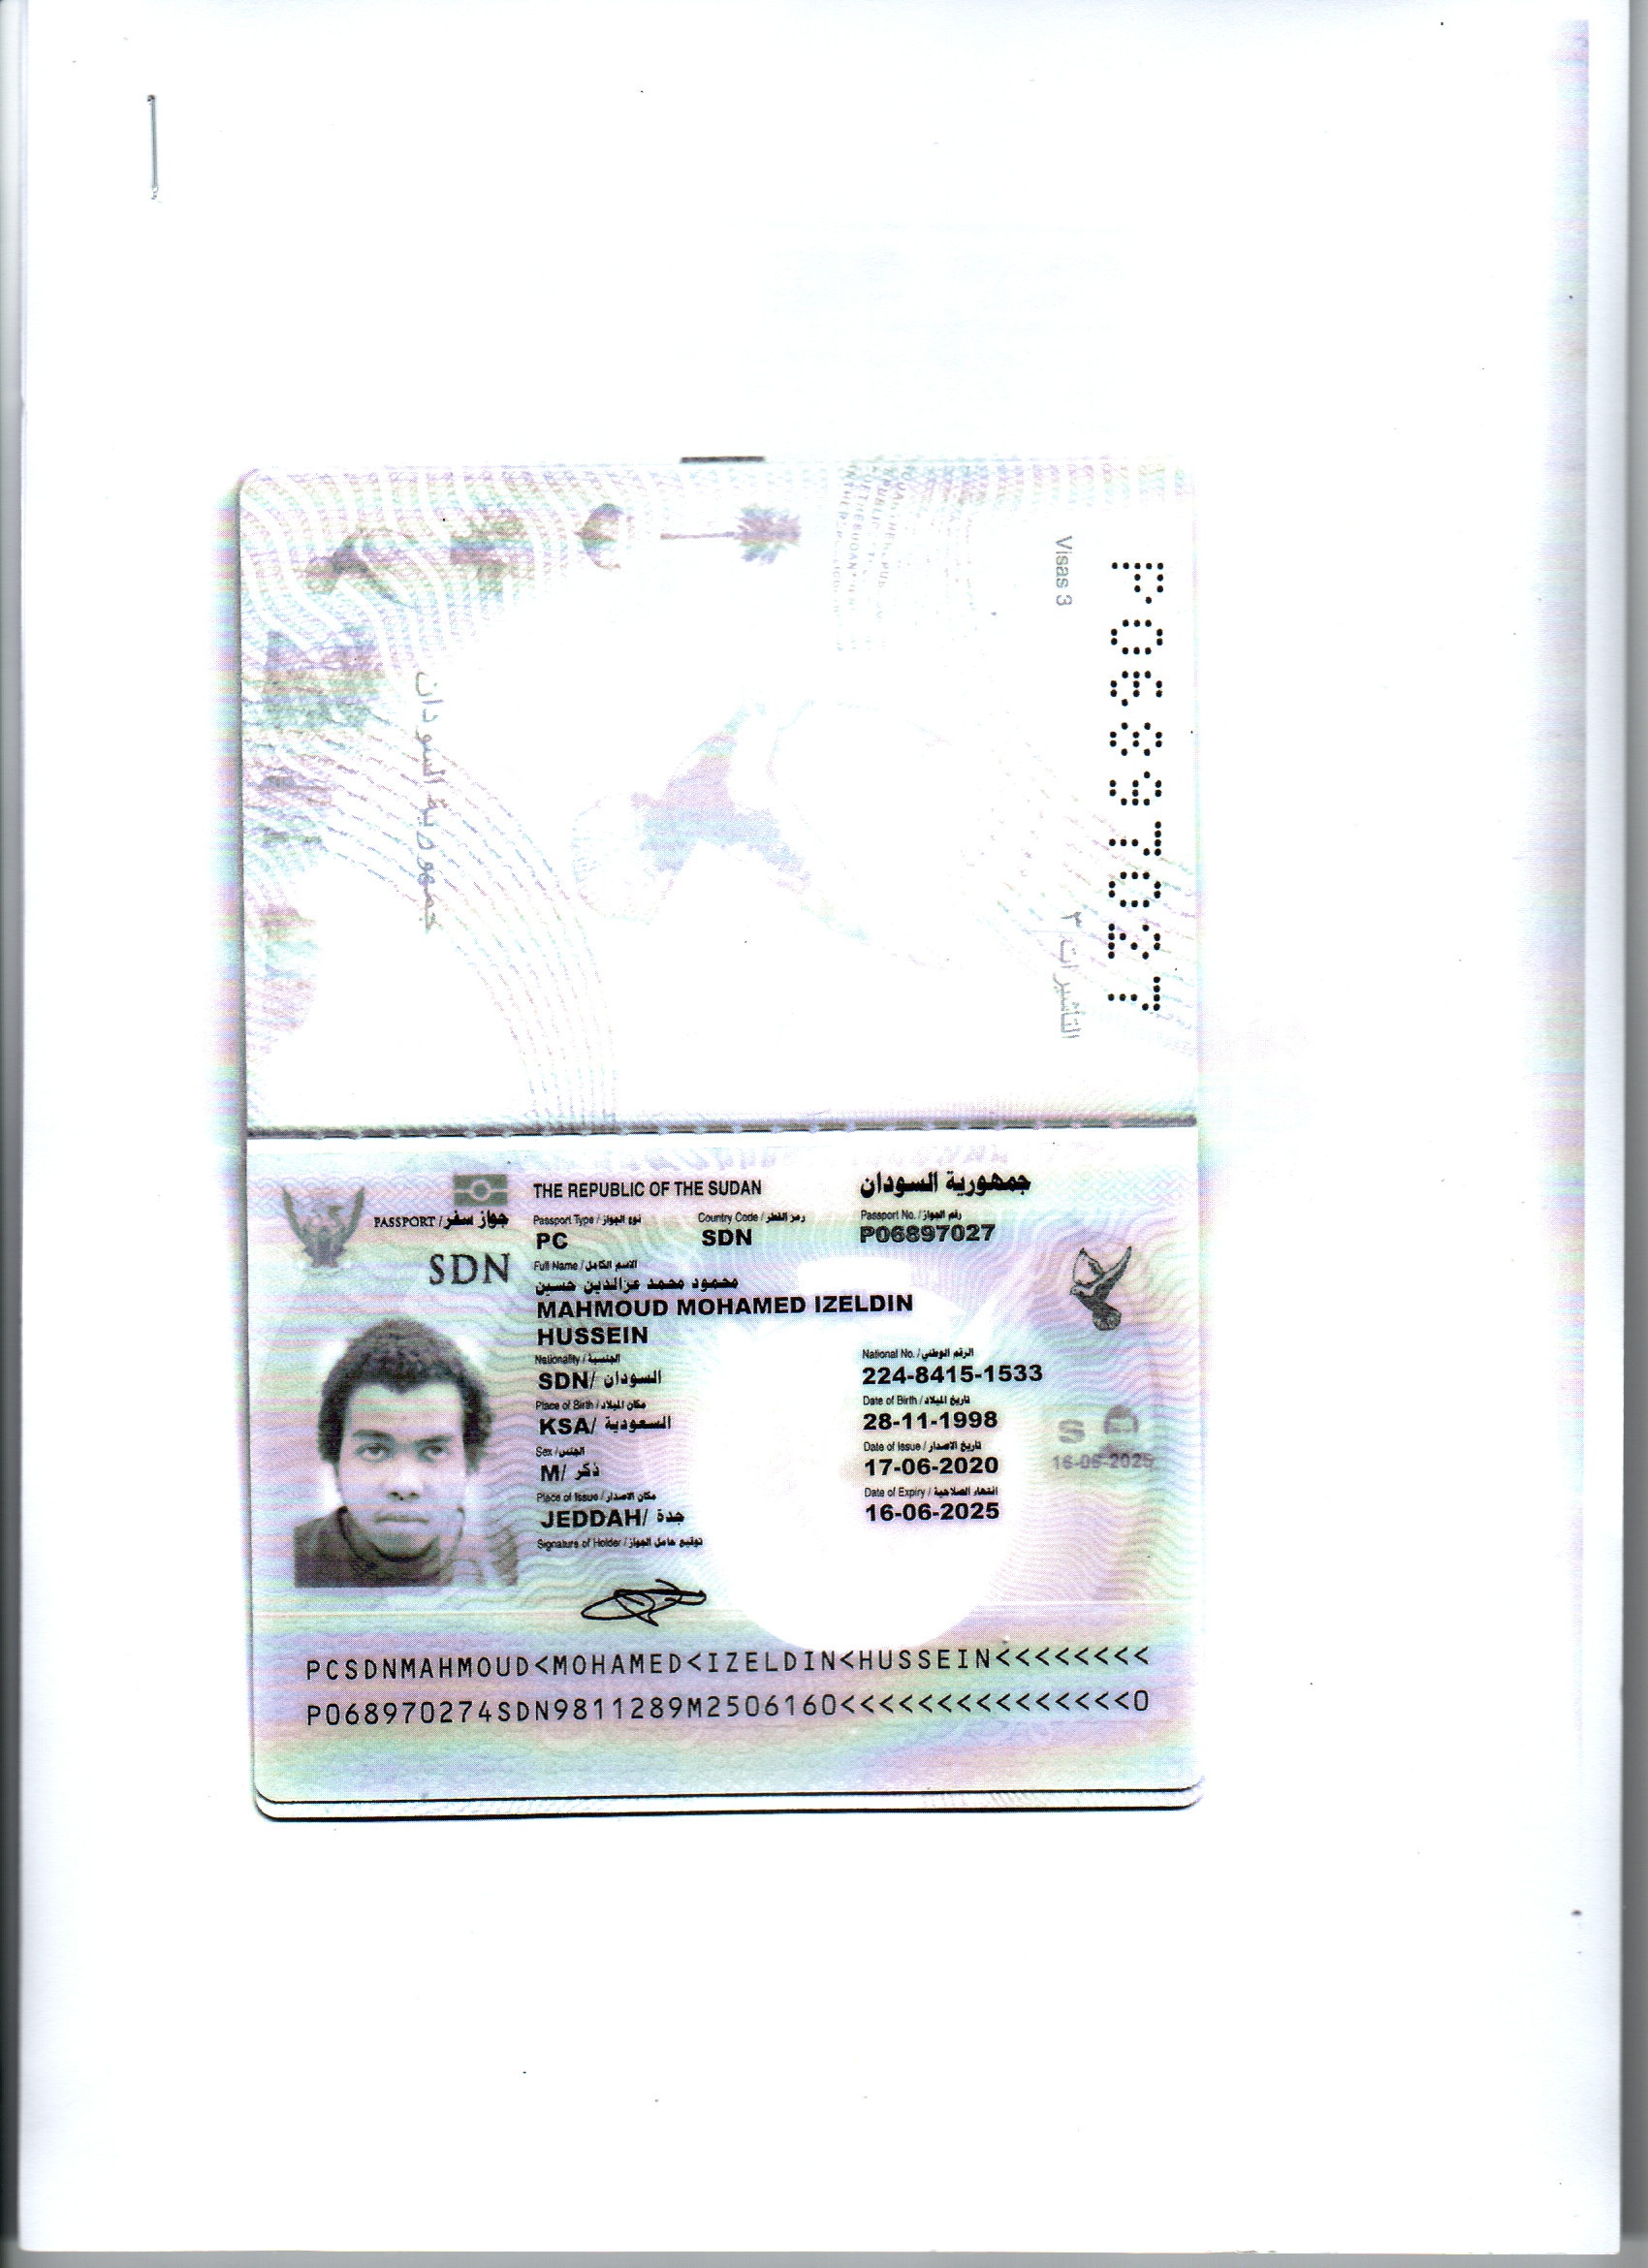 Visas 3
التأشيرات ٣
P06897027
جمهورية السودان
THE REPUBLIC OF THE SUDAN
جمهورية السودان
PASSPORT / جواز سفر
Passport Type / نوع الجواز
Country Code / رمز القطر
Passport No. / رقم الجواز
PC
SDN
P06897027
SDN
Full Name / الاسم الكامل
محمود محمد عزالدين حسين
MAHMOUD MOHAMED IZELDIN
HUSSEIN
Nationality / الجنسية
National No. / الرقم الوطني
SDN/ السودان
224-8415-1533
Place of Birth / مكان الميلاد
Date of Birth / تاريخ الميلاد
KSA/ السعودية
28-11-1998
Sex / الجنس
Date of Issue / تاريخ الاصدار
M/ ذكر
17-06-2020
S
16-06-2025
Place of Issue / مكان الاصدار
Date of Expiry / انتهاء الصلاحية
JEDDAH/ جدة
16-06-2025
Signature of Holder / توقيع حامل الجواز
PCSDNMAHMOUD<MOHAMED<IZELDIN<HUSSEIN<<<<<<<<
P068970274SDN9811289M2506160<<<<<<<<<<<<<<<0